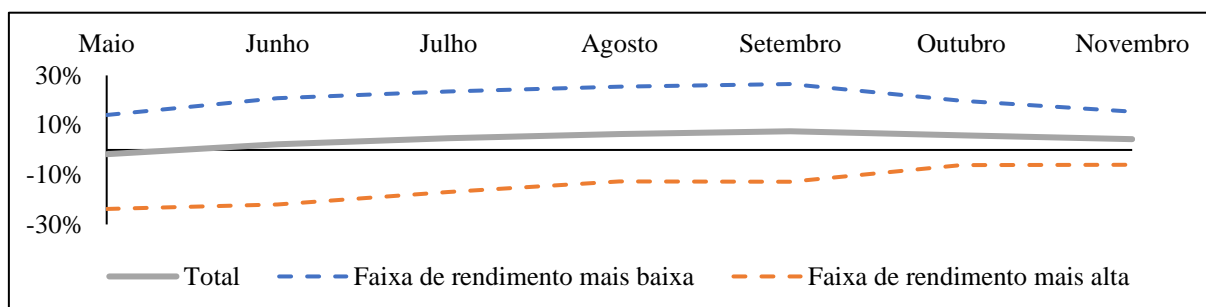 Maio Junho Julho Agosto Setembro Outubro Novembro
30%
10%
-10%
-30%
Total Faixa de rendimento mais baixa Faixa de rendimento mais alta